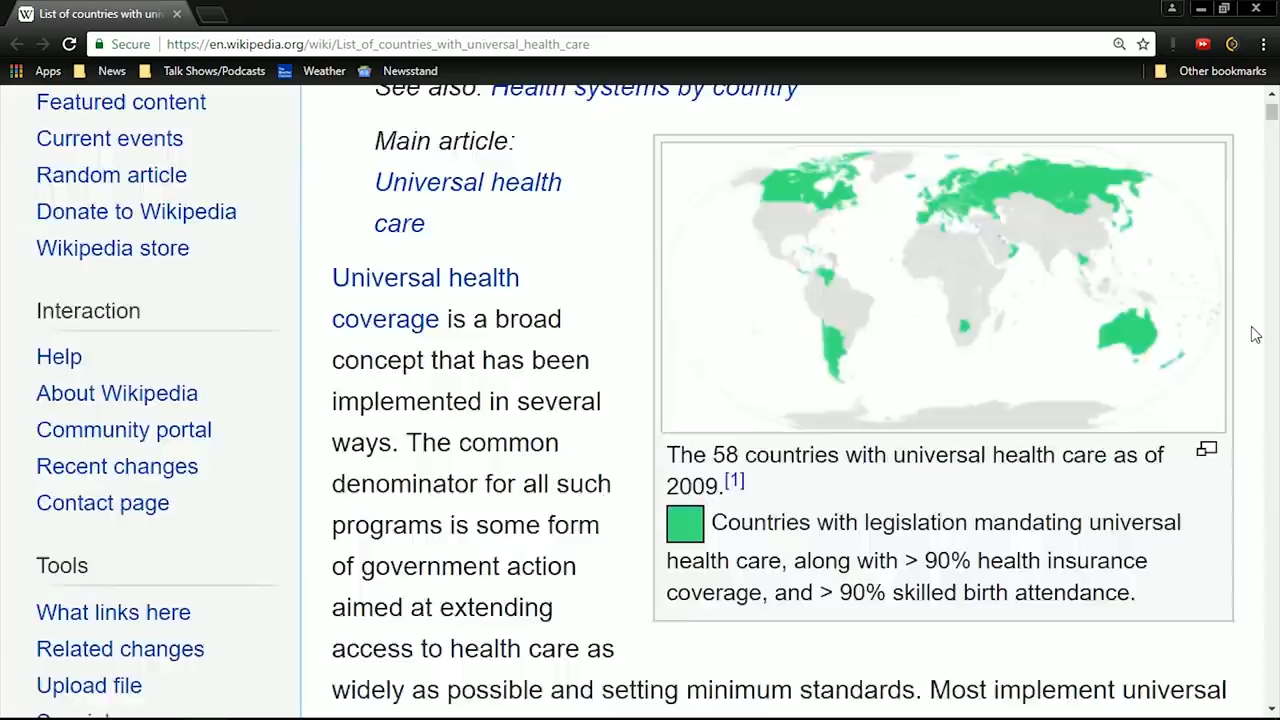 List of countries with uni
Secure
https://en.wikipedia.org/wiki/List_of_countries_with_universal_health_care
Apps
News
Talk Shows/Podcasts
Weather
Newsstand
Other bookmarks
Featured content
Current events
Random article
Donate to Wikipedia
Wikipedia store
Interaction
Help
About Wikipedia
Community portal
Recent changes
Contact page
Tools
What links here
Related changes
Upload file
See also: Health systems by country
Main article:
Universal health
care
Universal health
coverage is a broad
concept that has been
implemented in several
ways. The common
denominator for all such
programs is some form
of government action
aimed at extending
access to health care as
widely as possible and setting minimum standards. Most implement universal
The 58 countries with universal health care as of
2009.[1]
Countries with legislation mandating universal
health care, along with > 90% health insurance
coverage, and > 90% skilled birth attendance.